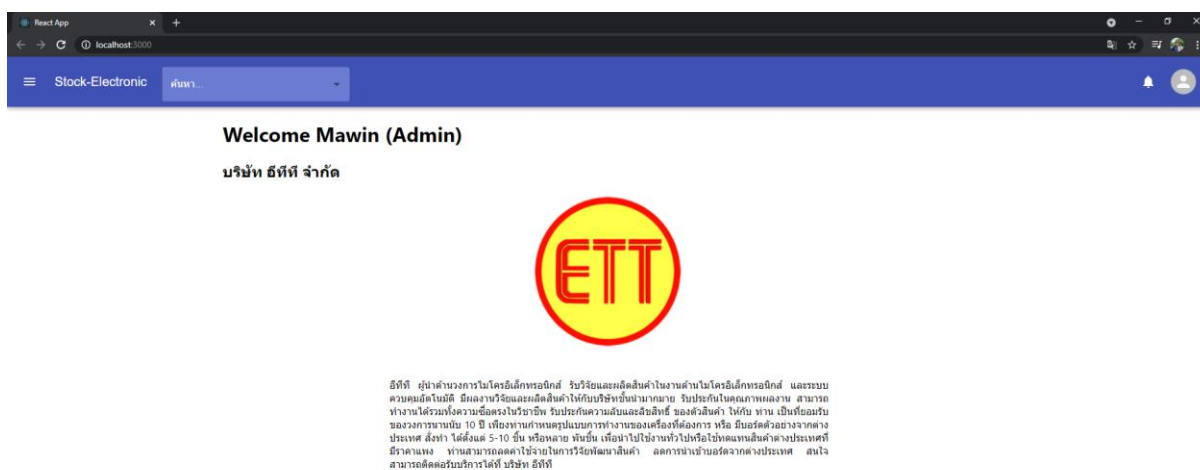 React App
localhost:3000
Stock-Electronic
ค้นหา...
Welcome Mawin (Admin)
บริษัท อีทีที จำกัด
ETT
อีทีที ผู้นำด้านวงการไมโครอิเล็กทรอนิกส์ รับวิจัยและผลิตสินค้าในงานด้านไมโครอิเล็กทรอนิกส์ และระบบ
ควบคุมอัตโนมัติ มีผลงานวิจัยและผลิตสินค้าให้กับบริษัทชั้นนำมากมาย รับประกันในคุณภาพผลงาน สามารถ
ทำงานได้รวมทั้งความซื่อตรงในวิชาชีพ รับประกันความลับและลิขสิทธิ์ ของตัวสินค้า ให้กับ ท่าน เป็นที่ยอมรับ
ของวงการนานนับ 10 ปี เพียงท่านกำหนดรูปแบบการทำงานของเครื่องที่ต้องการ หรือ มีบอร์ดตัวอย่างจากต่าง
ประเทศ สั่งทำ ได้ตั้งแต่ 5-10 ชิ้น หรือหลาย พันชิ้น เพื่อนำไปใช้งานทั่วไปหรือใช้ทดแทนสินค้าต่างประเทศที่
มีราคาแพง ท่านสามารถลดค่าใช้จ่ายในการวิจัยพัฒนาสินค้า ลดการนำเข้าบอร์ดจากต่างประเทศ สนใจ
สามารถติดต่อรับบริการได้ที่ บริษัท อีทีที